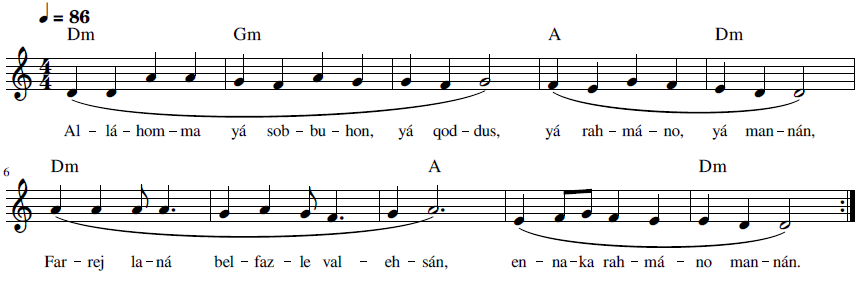 ♩ = 86
Dm Gm A Dm
4/4
Al – lá – hom – ma yá sob – bu – hon, yá qod – dus, yá rah – má – no, yá man – nán,
6
Dm A Dm
Far – rej la – ná bel – faz – le val – eh – sán, en – na – ka rah – má – no man – nán.